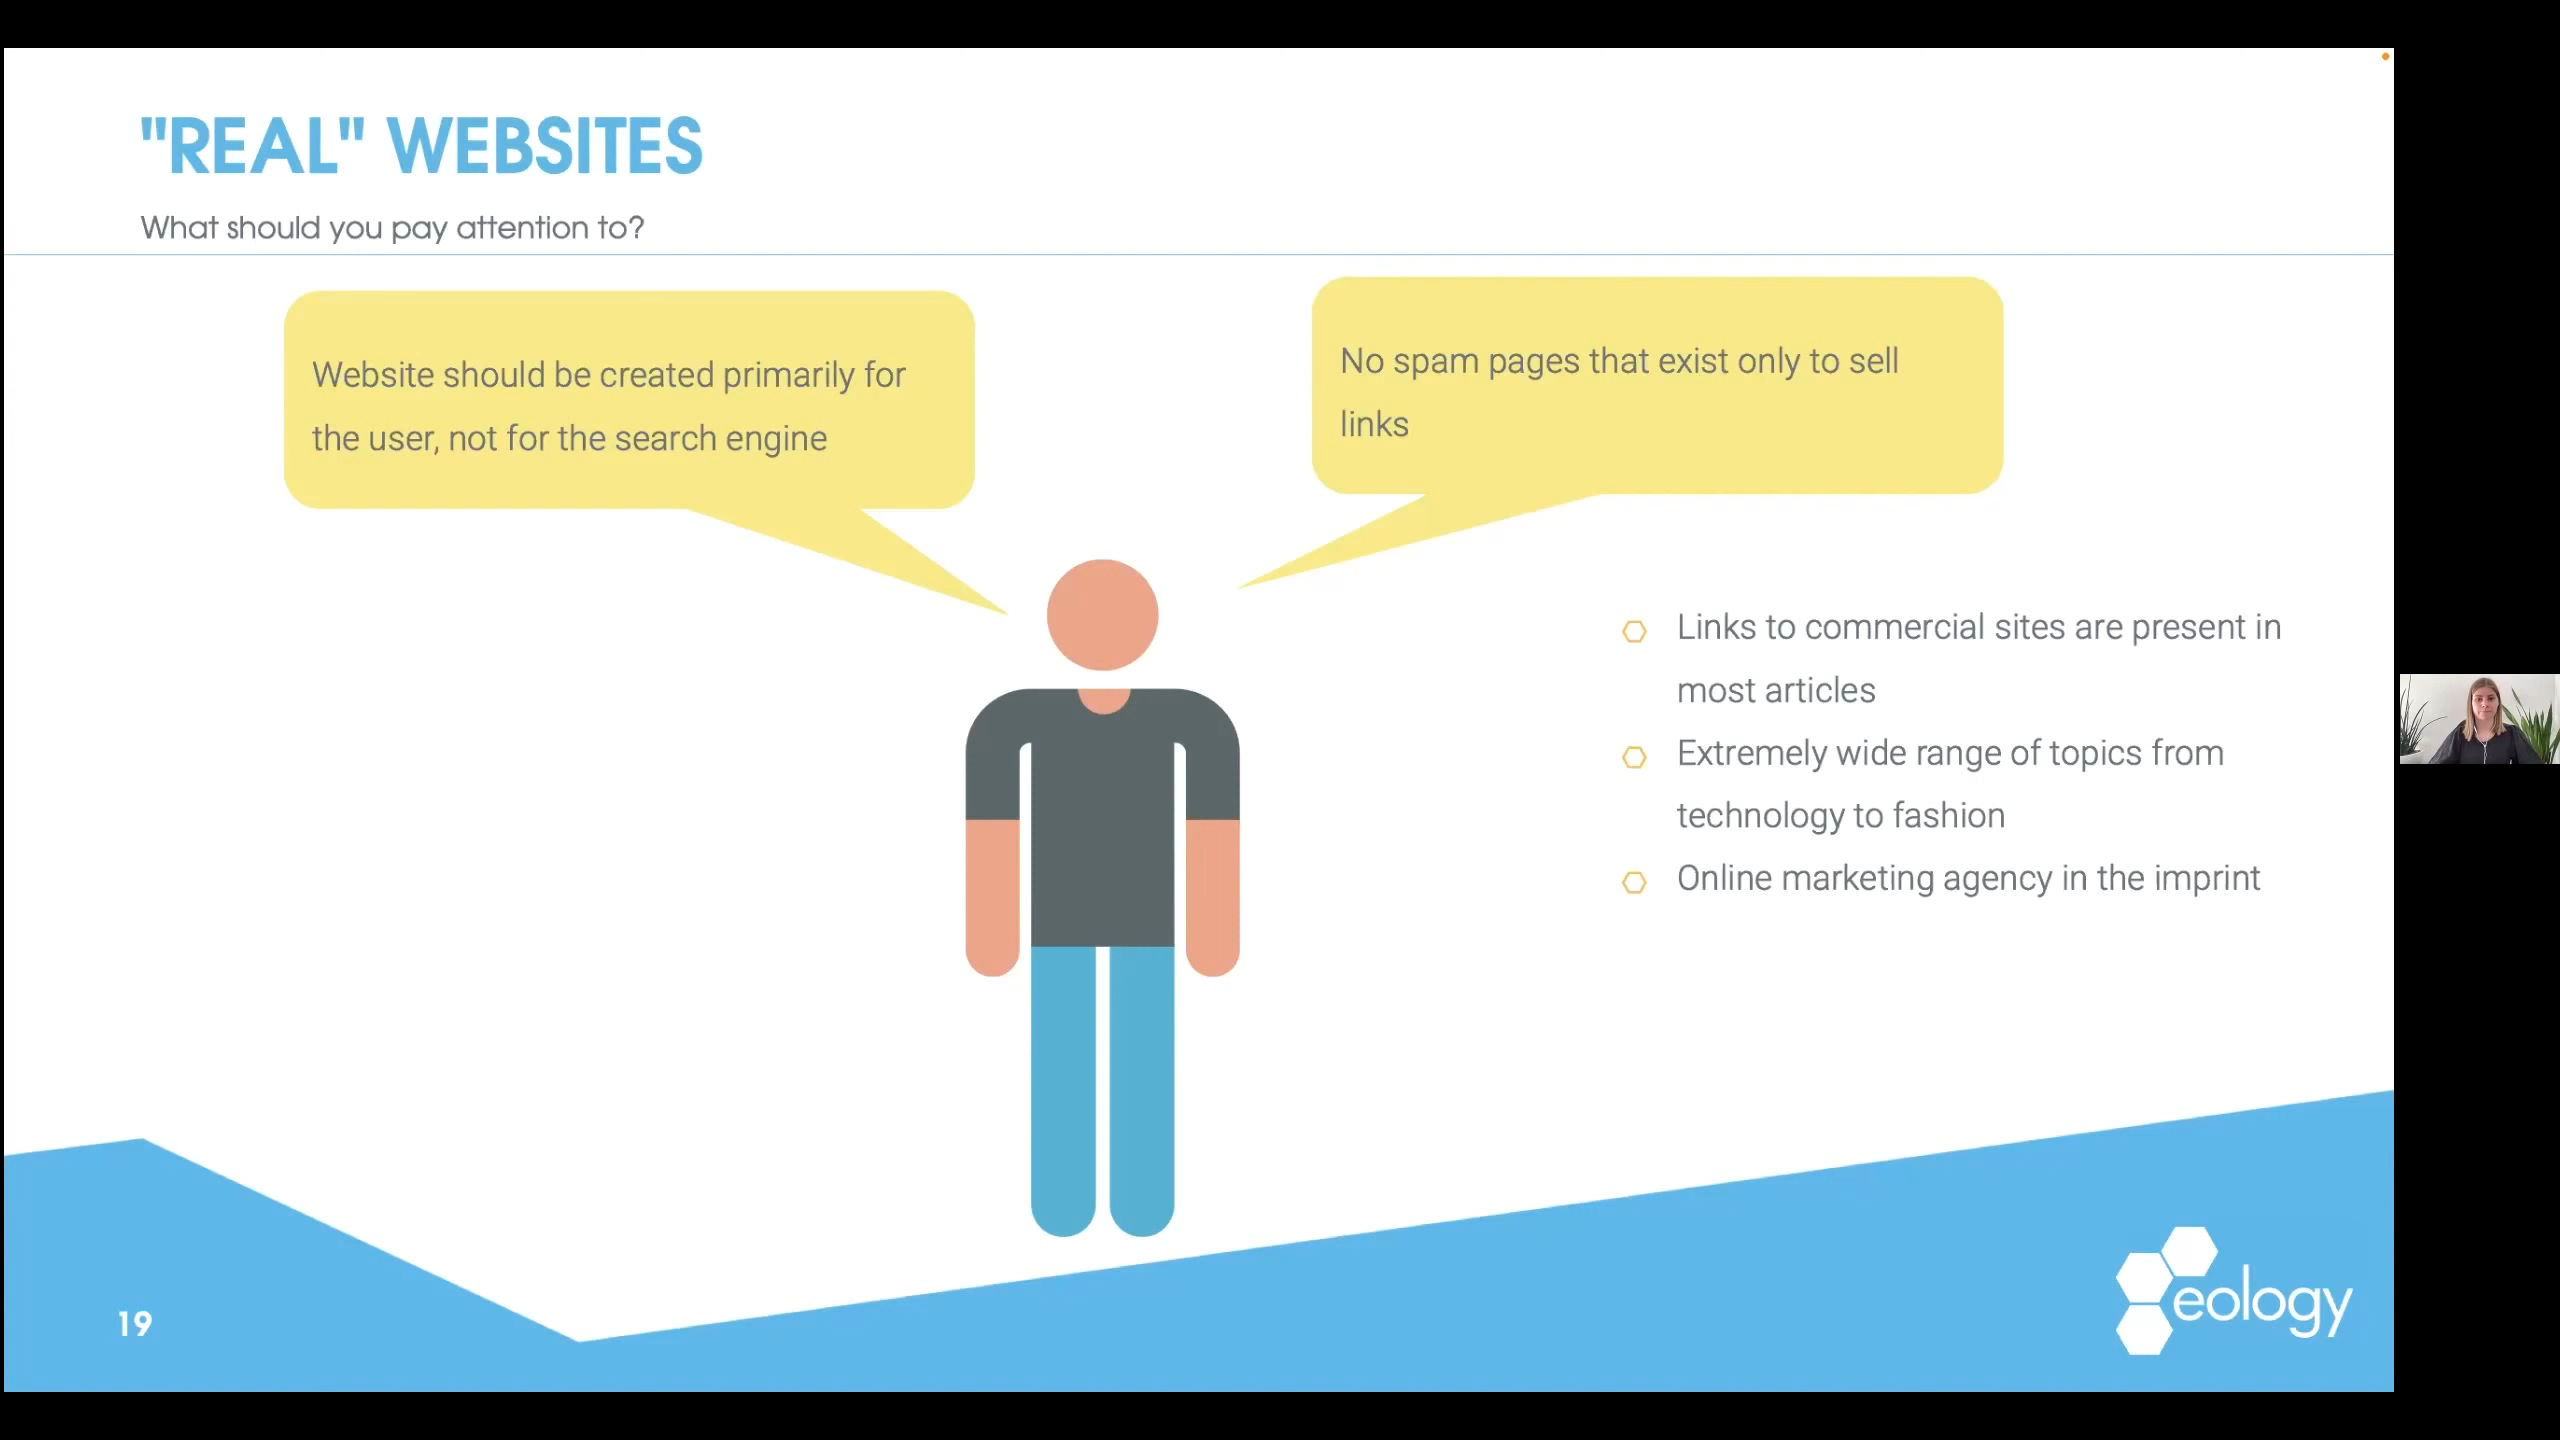 "REAL" WEBSITES
What should you pay attention to?
Website should be created primarily for
the user, not for the search engine
No spam pages that exist only to sell
links
Links to commercial sites are present in
most articles
Extremely wide range of topics from
technology to fashion
Online marketing agency in the imprint
19
eology